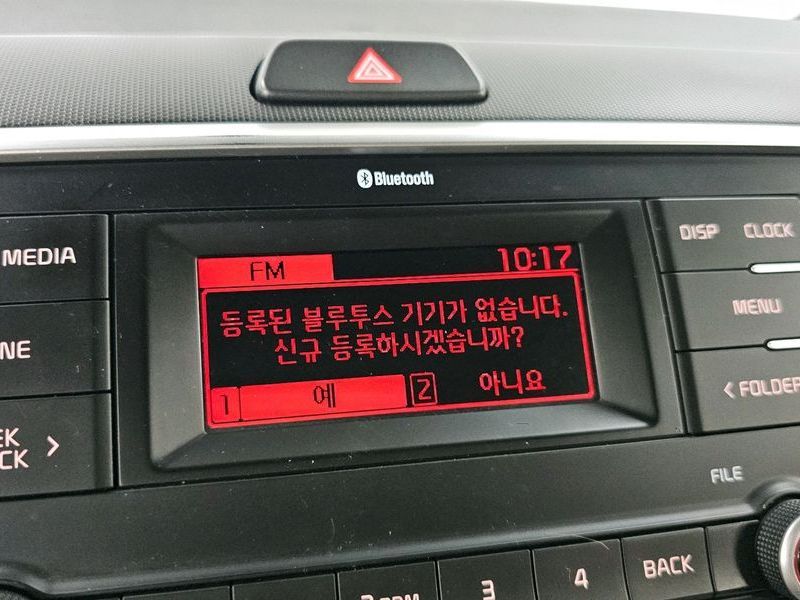 Bluetooth
MEDIA
DISP CLOCK
FM 10:17
등록된 블루투스 기기가 없습니다.
신규 등록하시겠습니까?
1 예 2 아니요
MENU
NE
< FOLDER
EK
CK >
FILE
3
4
BACK